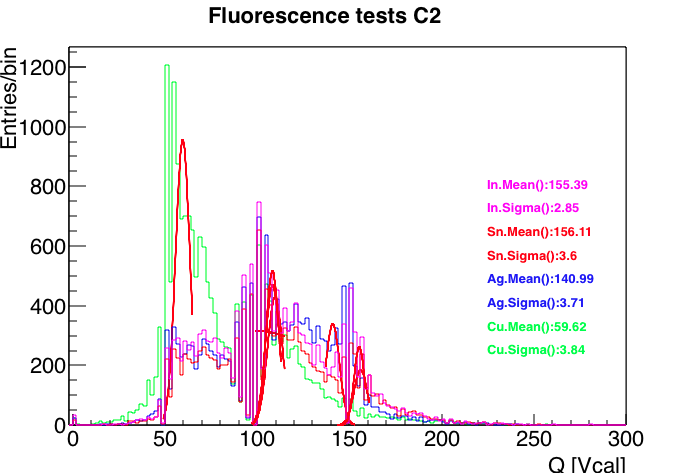 Fluorescence tests C2
Entries/bin
1200
1000
800
600
400
200
0
In.Mean():155.39
In.Sigma():2.85
Sn.Mean():156.11
Sn.Sigma():3.6
Ag.Mean():140.99
Ag.Sigma():3.71
Cu.Mean():59.62
Cu.Sigma():3.84
0 50 100 150 200 250 300
Q [Vcal]